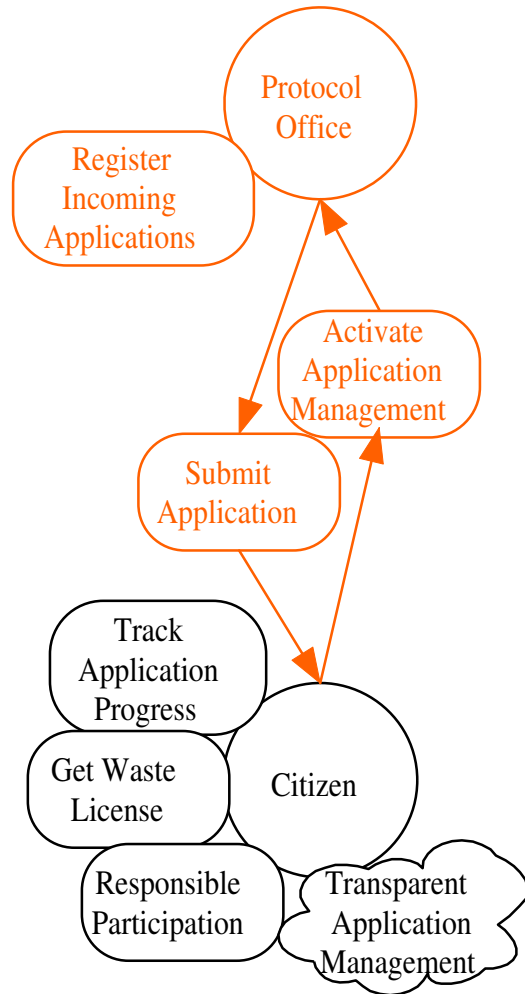 Protocol
Office
Register
Incoming
Applications
Activate
Application
Management
Submit
Application
Track
Application
Progress
Get Waste
License
Citizen
Responsible
Participation
Transparent
Application
Management